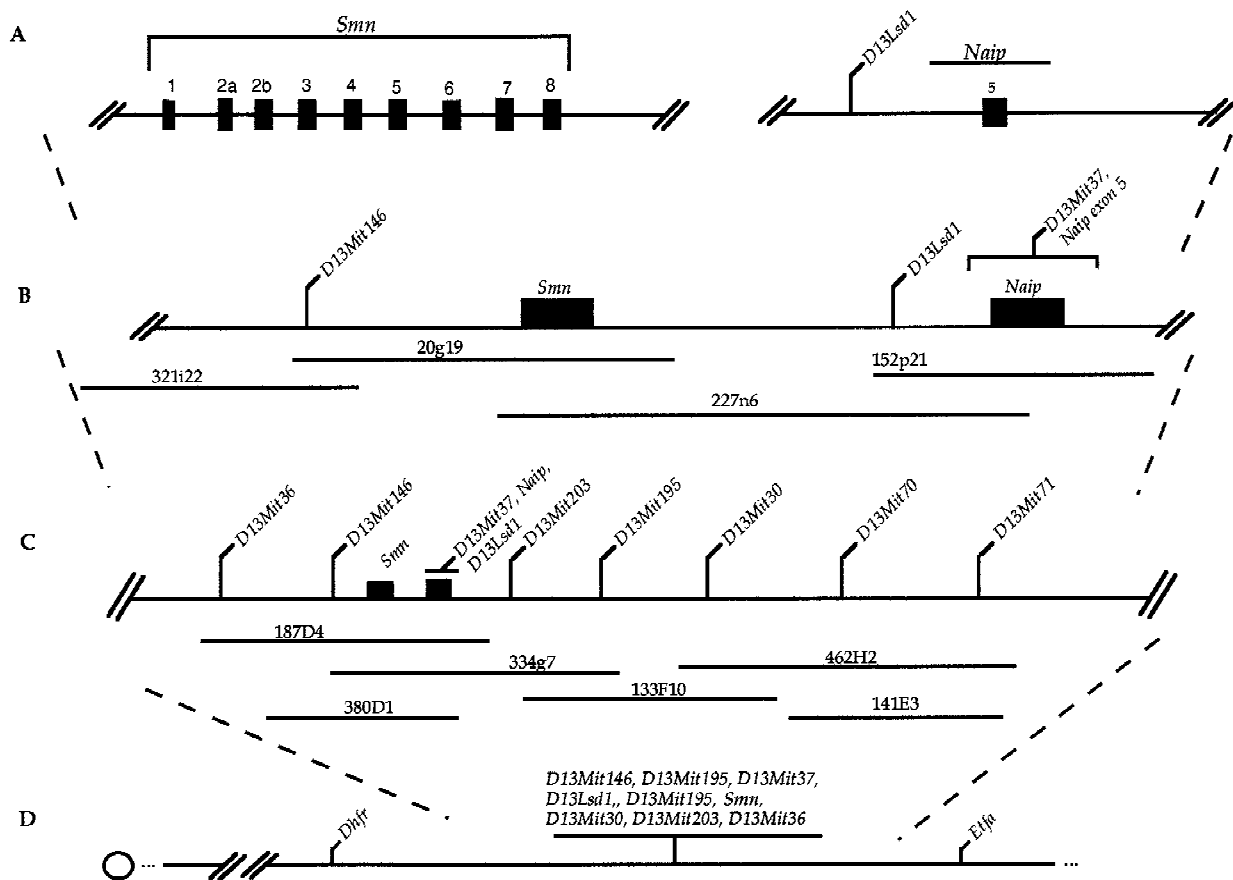 A
Smn
1 2a 2b 3 4 5 6 7 8
D13Lsd1
Naip
5
B
D13Mit146
Smn
D13Lsd1
D13Mit37,
Naip exon 5
Naip
20g19
321i22
152p21
227n6
C
D13Mit36
D13Mit146
Smn
D13Mit37, Naip,
D13Lsd1
D13Mit203
D13Mit195
D13Mit30
D13Mit70
D13Mit71
187D4
334g7
462H2
133F10
380D1
141E3
D
D13Mit146, D13Mit195, D13Mit37,
D13Lsd1,, D13Mit195, Smn,
D13Mit30, D13Mit203, D13Mit36
Dhfr
Etfa
... ...